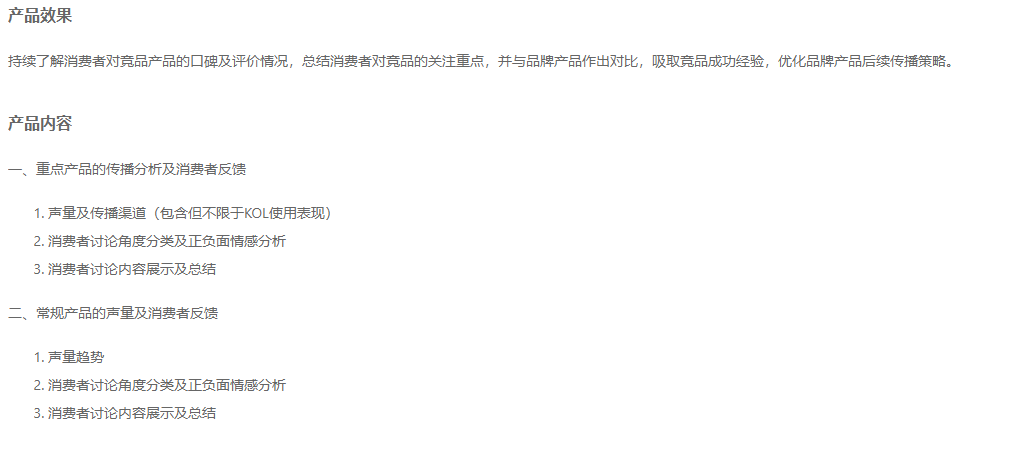 产品效果
持续了解消费者对竞品产品的口碑及评价情况，总结消费者对竞品的关注重点，并与品牌产品作出对比，吸取竞品成功经验，优化品牌产品后续传播策略。
产品内容
一、重点产品的传播分析及消费者反馈
1. 声量及传播渠道（包含但不限于KOL使用表现）
2. 消费者讨论角度分类及正负面情感分析
3. 消费者讨论内容展示及总结
二、常规产品的声量及消费者反馈
1. 声量趋势
2. 消费者讨论角度分类及正负面情感分析
3. 消费者讨论内容展示及总结